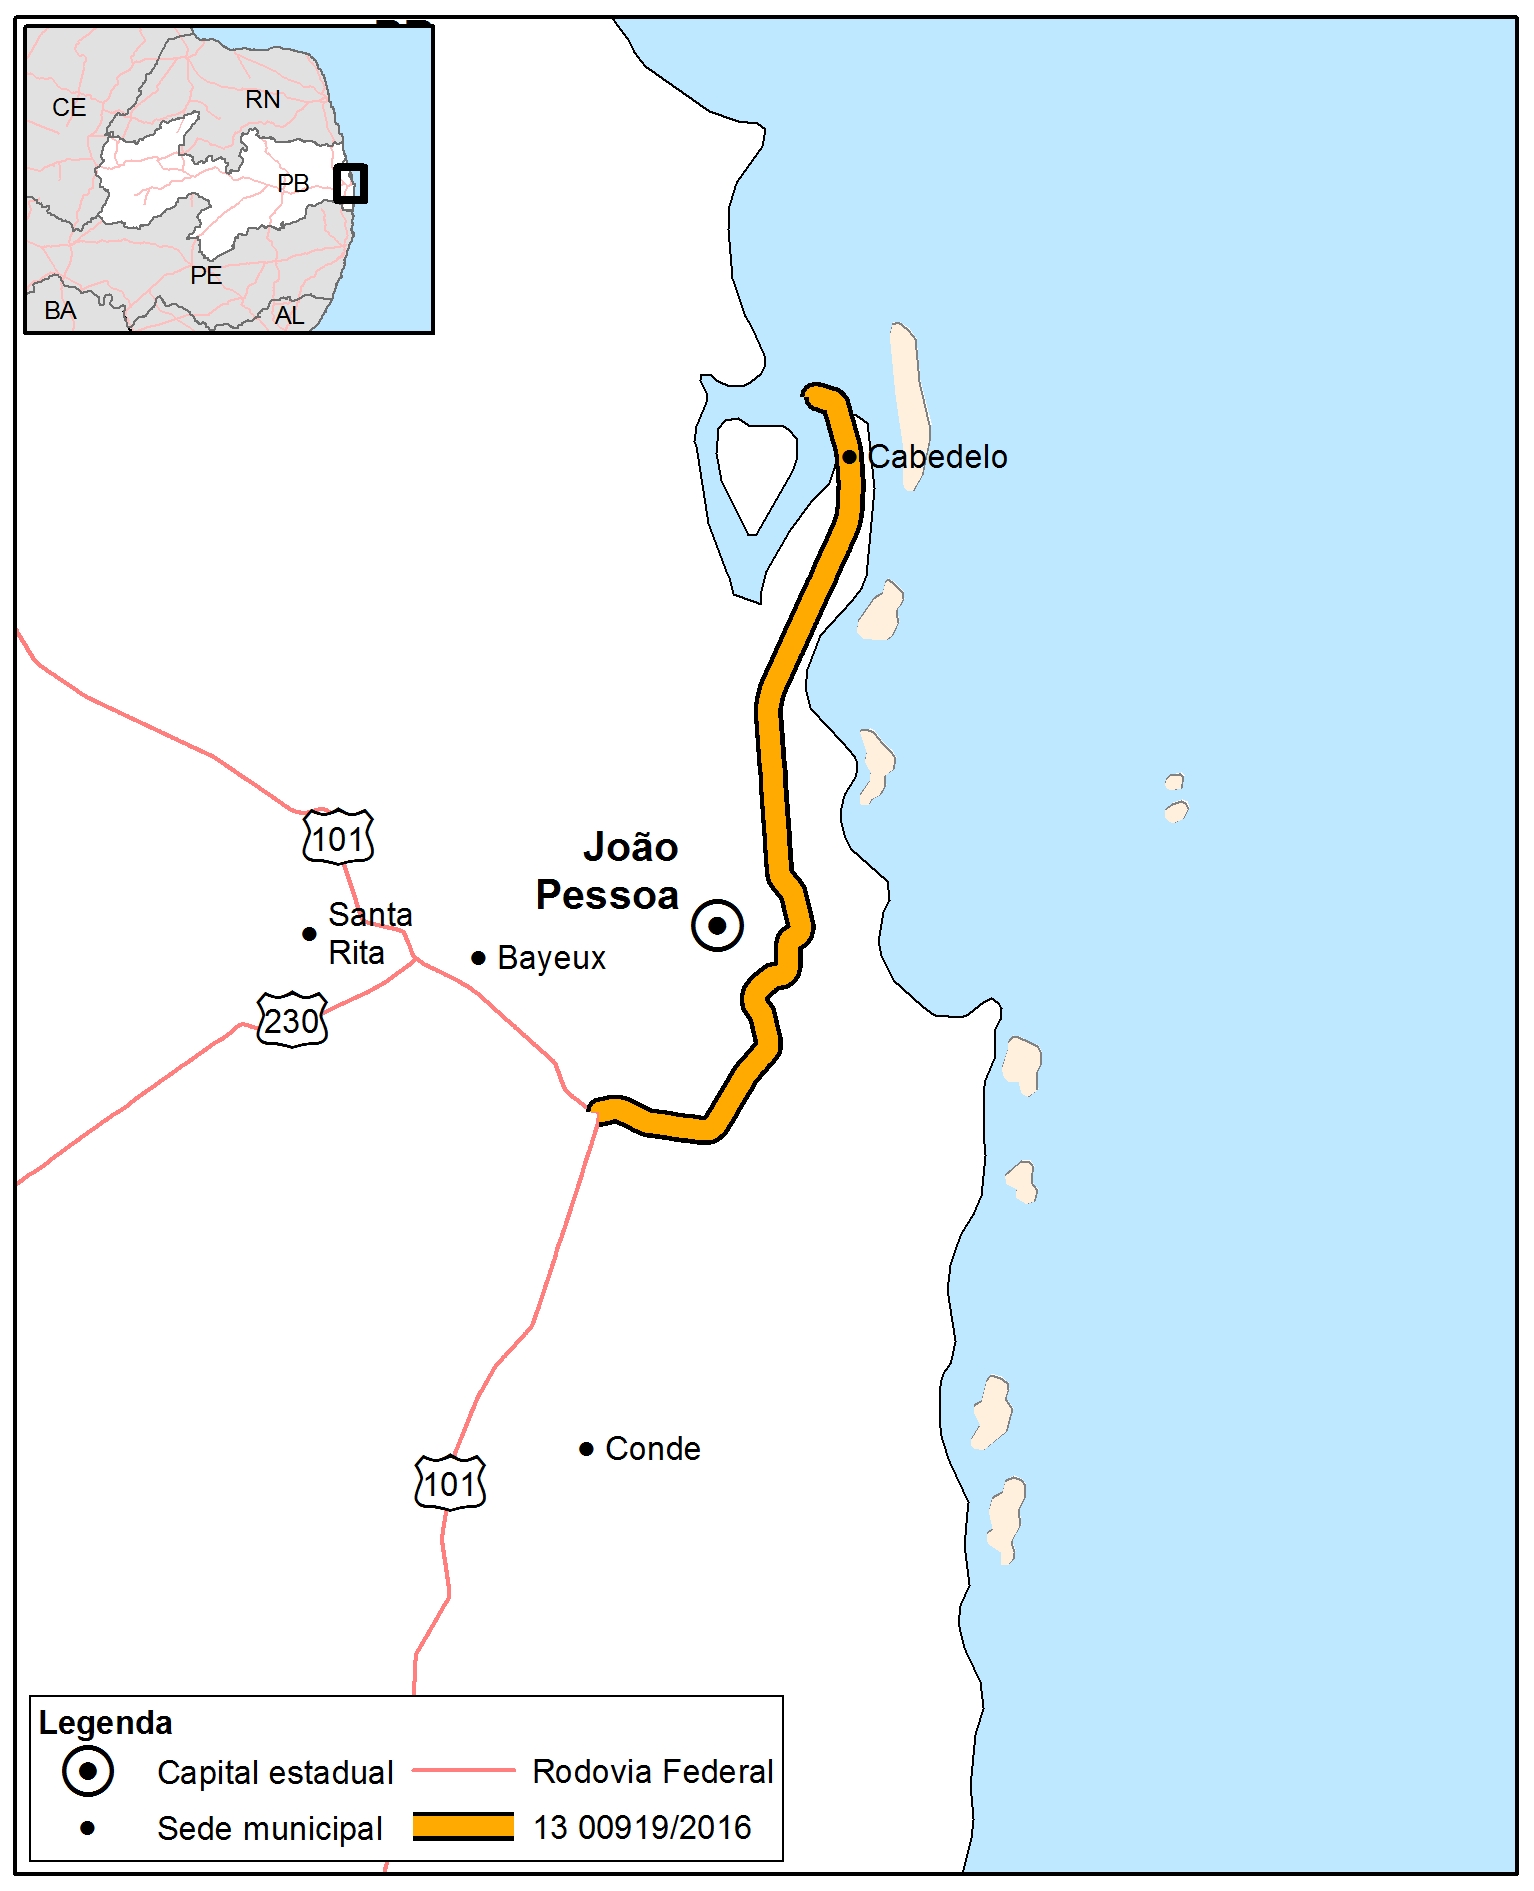 CE
RN
PB
PE
BA
AL
Cabedelo
101
João
Pessoa
Santa
Rita
Bayeux
230
Conde
101
Legenda
Capital estadual
Rodovia Federal
Sede municipal
13 00919/2016